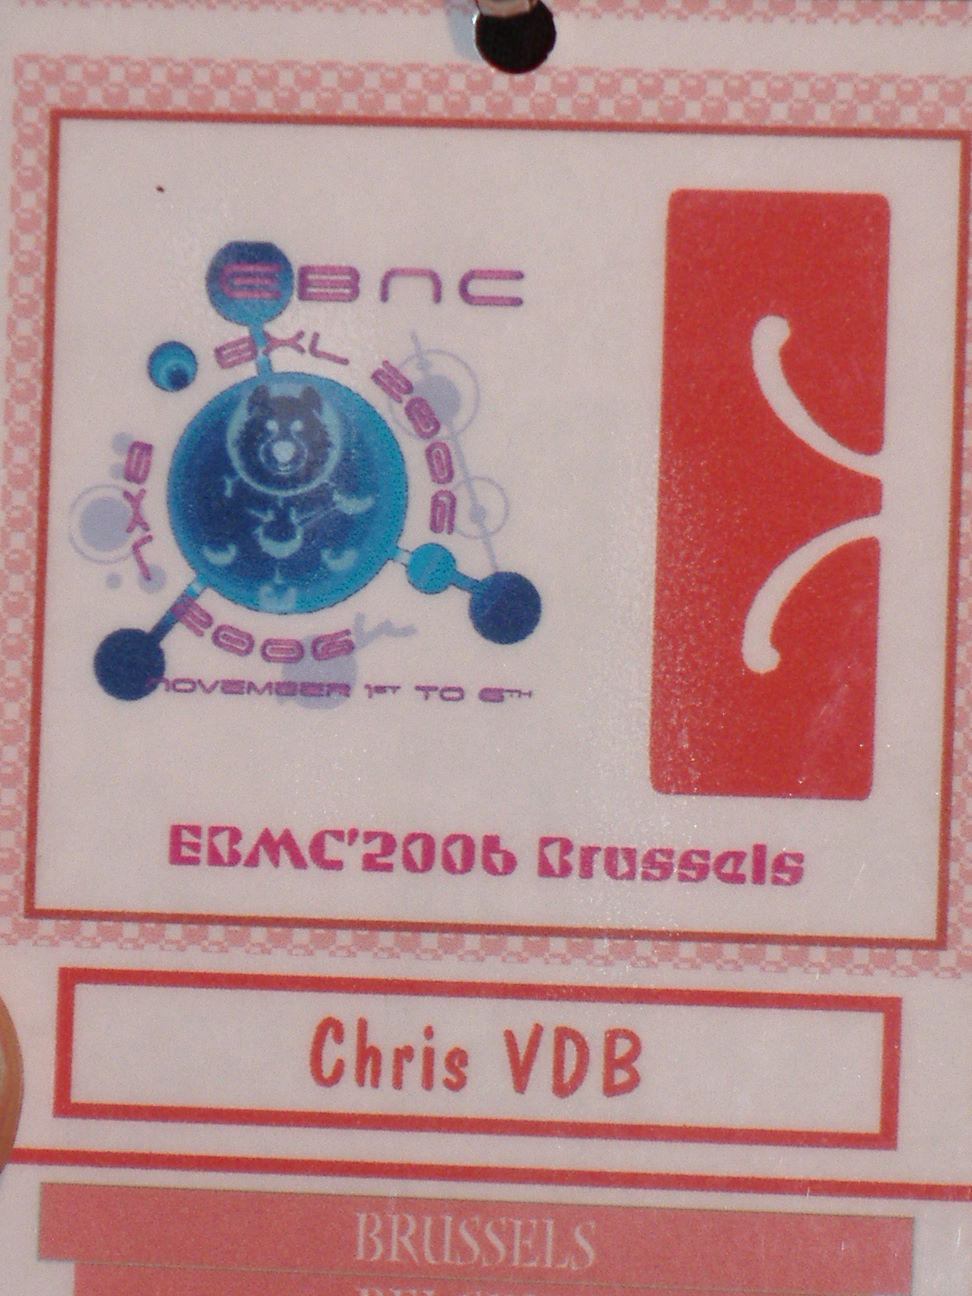 EBMC
BXL 2006
BXL
2006
NOVEMBER 1ST TO 6TH
EBMC'2006 Brussels
Chris VDB
BRUSSELS